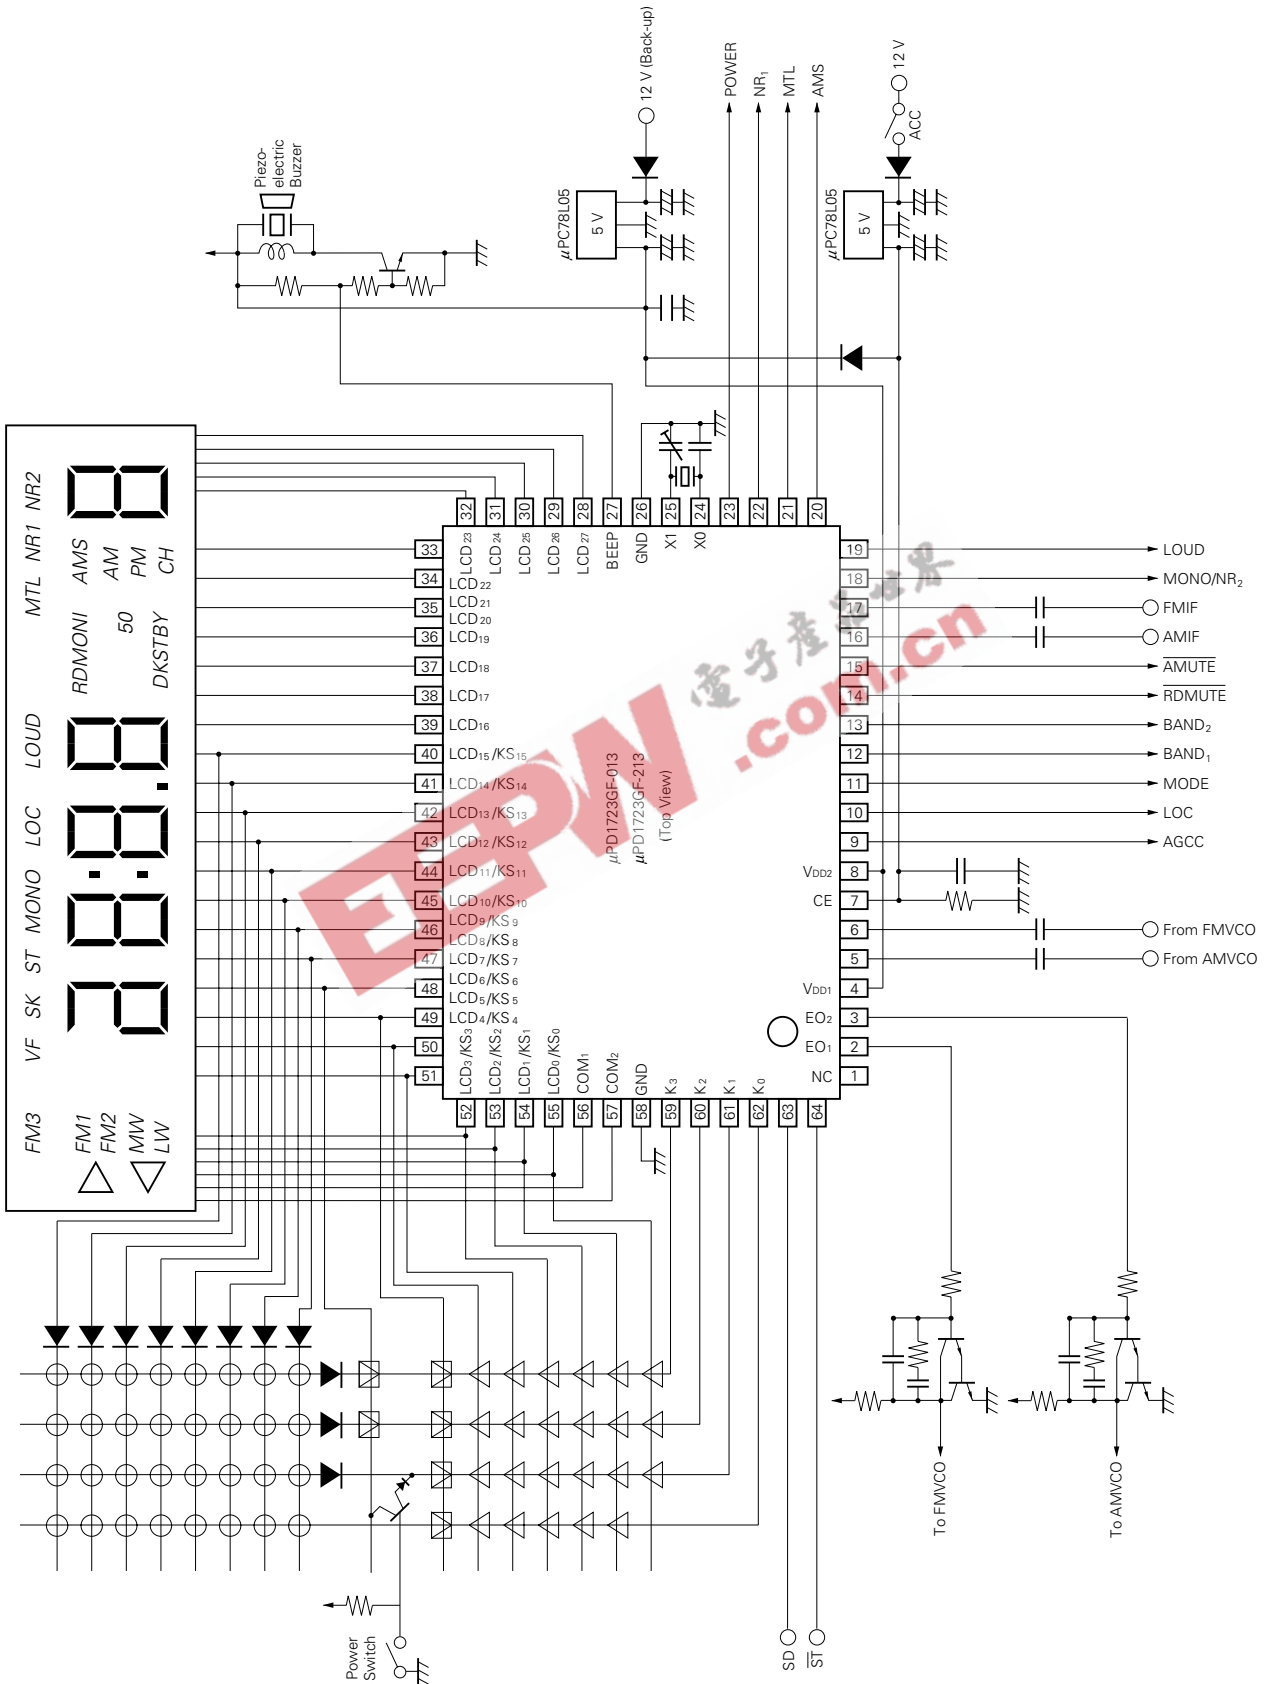 12 V (Back-up)
POWER
NR1
MTL
AMS
12 V
ACC
Piezo-
electric
Buzzer
μPC78L05
5 V
μPC78L05
5 V
MTL NR1 NR2
RDMONI AMS
50 AM
PM
DKSTBY CH
LOUD
LOC
MONO
ST
SK
VF
FM3
FM1
FM2
MW
LW
32
31
30
29
28
27
26
25
24
23
22
21
20
LCD23
LCD24
LCD25
LCD26
LCD27
BEEP
GND
X1
X0
33
34
35
36
37
38
39
40
41
42
43
44
45
46
47
48
49
50
51
LCD22
LCD21
LCD20
LCD19
LCD18
LCD17
LCD16
LCD15/KS15
LCD14/KS14
LCD13/KS13
LCD12/KS12
LCD11/KS11
LCD10/KS10
LCD9/KS9
LCD8/KS8
LCD7/KS7
LCD6/KS6
LCD5/KS5
LCD4/KS4
μPD1723GF-013
μPD1723GF-213
(Top View)
EEPW
電子產品世界
.com.cn
19 LOUD
18 MONO/NR2
17 FMIF
16 AMIF
15 AMUTE
14 RDMUTE
13 BAND2
12 BAND1
11 MODE
10 LOC
9 AGCC
VDD2 8
CE 7
6 From FMVCO
5 From AMVCO
VDD1 4
EO2 3
EO1 2
NC 1
LCD3/KS3
LCD2/KS2
LCD1/KS1
LCD0/KS0
COM1
COM2
GND
K3
K2
K1
K0
52
53
54
55
56
57
58
59
60
61
62
63
64
To FMVCO
To AMVCO
Power
Switch
SD
ST